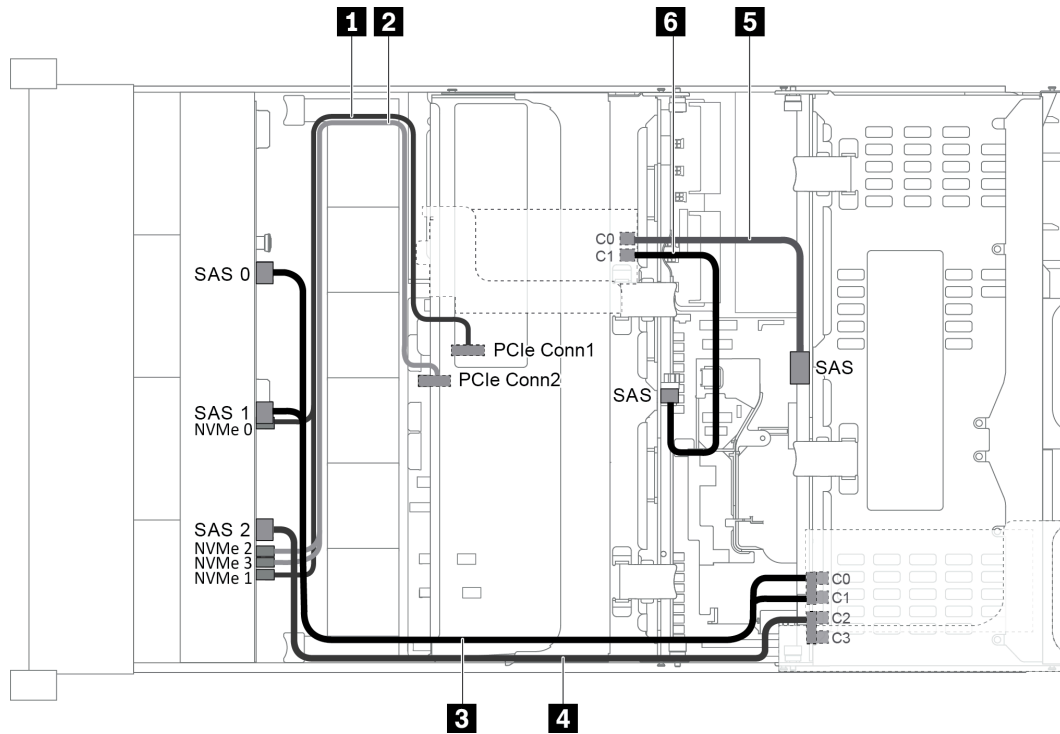 1
2
6
5
C0
C1
SAS 0
PCIe Conn1
PCIe Conn2
SAS
SAS
SAS 1
NVMe 0
SAS 2
NVMe 2
NVMe 3
NVMe 1
C0
C1
C2
C3
3
4